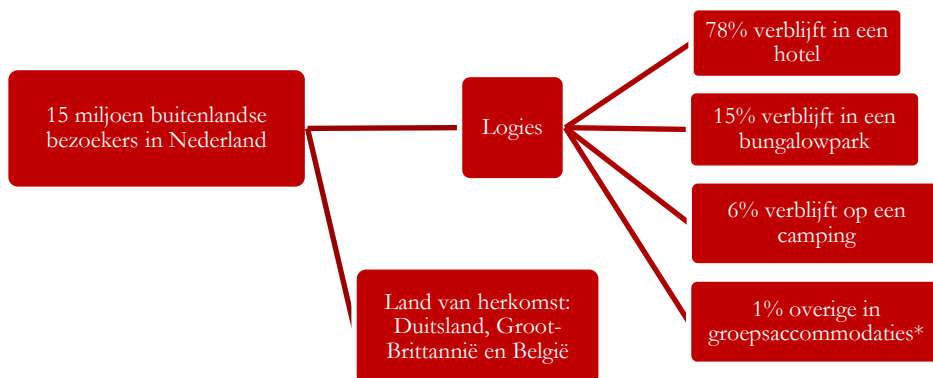 15 miljoen buitenlandse
bezoekers in Nederland
Logies
78% verblijft in een
hotel
15% verblijft in een
bungalowpark
6% verblijft op een
camping
1% overige in
groepsaccommodaties*
Land van herkomst:
Duitsland, Groot-
Brittannië en België